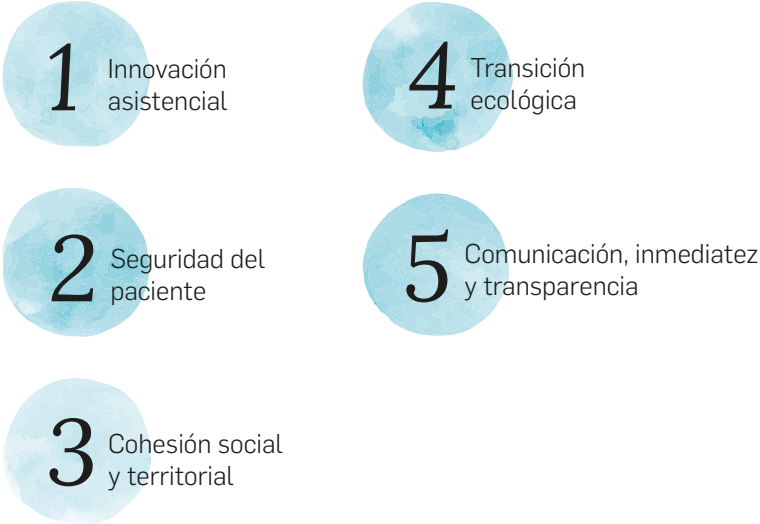 1
Innovación
asistencial
2
Seguridad del
paciente
3
Cohesión social
y territorial
4
Transición
ecológica
5
Comunicación, inmediatez
y transparencia